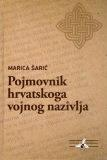 MARICA ŠARIĆ
Pojmovnik
hrvatskoga
vojnog nazivlja